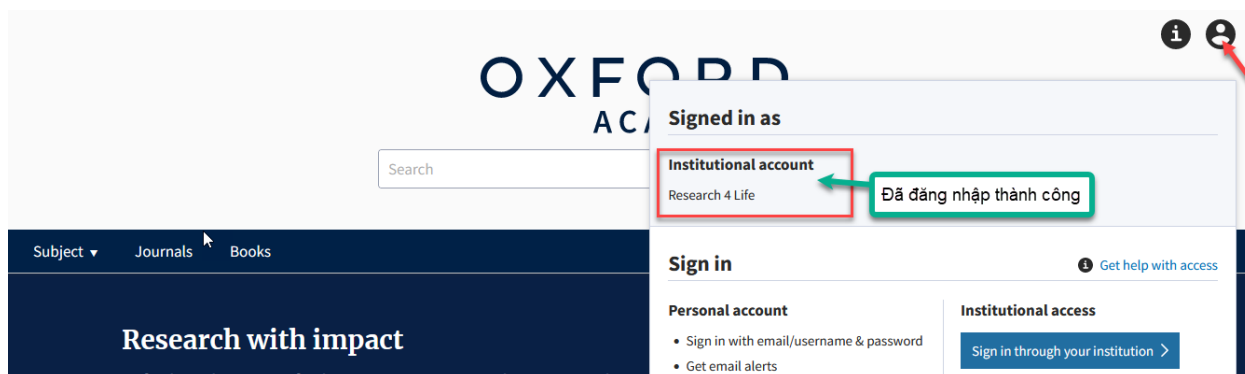 OXFORD
ACA
Signed in as
Search
Institutional account
Research 4 Life
Đã đăng nhập thành công
Subject
Journals
Books
Sign in
Get help with access
Personal account
Institutional access
Research with impact
Sign in with email/username & password
Sign in through your institution
Get email alerts